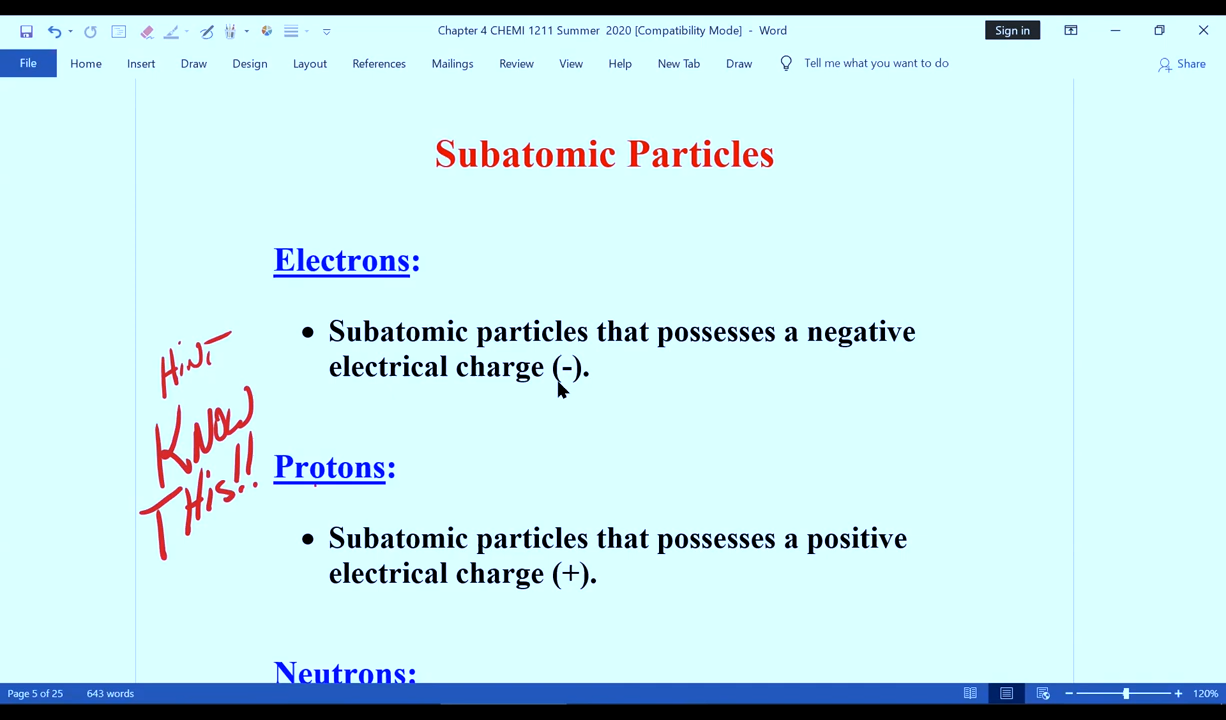 Chapter 4 CHEMI 1211 Summer 2020 [Compatibility Mode] - Word
Sign in
File Home Insert Draw Design Layout References Mailings Review View Help New Tab Draw Tell me what you want to do Share
Subatomic Particles
Electrons:
• Subatomic particles that possesses a negative
electrical charge (-).
HiNT
KNOW
THis!!
Protons:
• Subatomic particles that possesses a positive
electrical charge (+).
Neutrons:
Page 5 of 25 643 words 120%